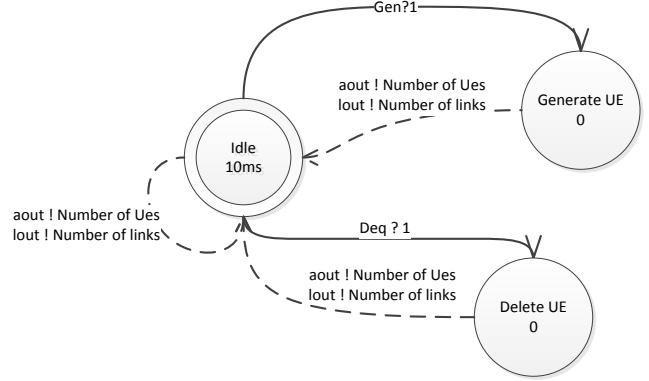 Gen?1
aout ! Number of Ues
lout ! Number of links
Generate UE
0
Idle
10ms
aout ! Number of Ues
lout ! Number of links
Deq ? 1
aout ! Number of Ues
lout ! Number of links
Delete UE
0